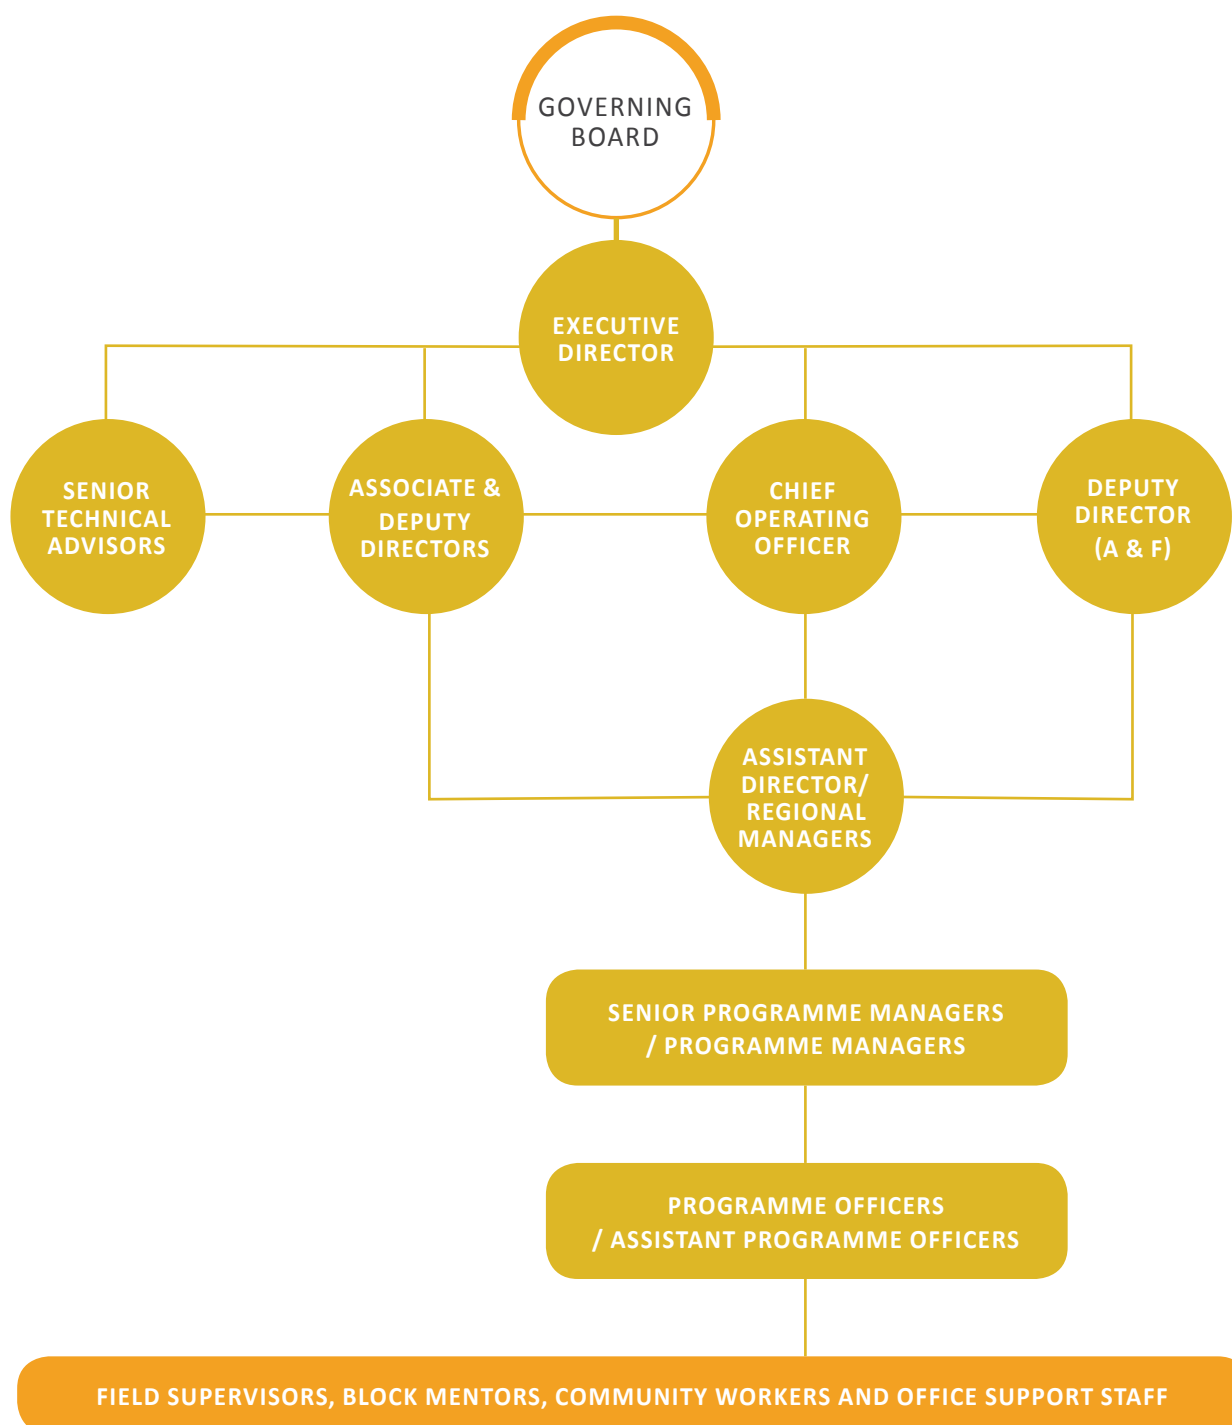 GOVERNING
BOARD
EXECUTIVE
DIRECTOR
SENIOR
TECHNICAL
ADVISORS
ASSOCIATE &
DEPUTY
DIRECTORS
CHIEF
OPERATING
OFFICER
DEPUTY
DIRECTOR
(A & F)
ASSISTANT
DIRECTOR/
REGIONAL
MANAGERS
SENIOR PROGRAMME MANAGERS
/ PROGRAMME MANAGERS
PROGRAMME OFFICERS
/ ASSISTANT PROGRAMME OFFICERS
FIELD SUPERVISORS, BLOCK MENTORS, COMMUNITY WORKERS AND OFFICE SUPPORT STAFF